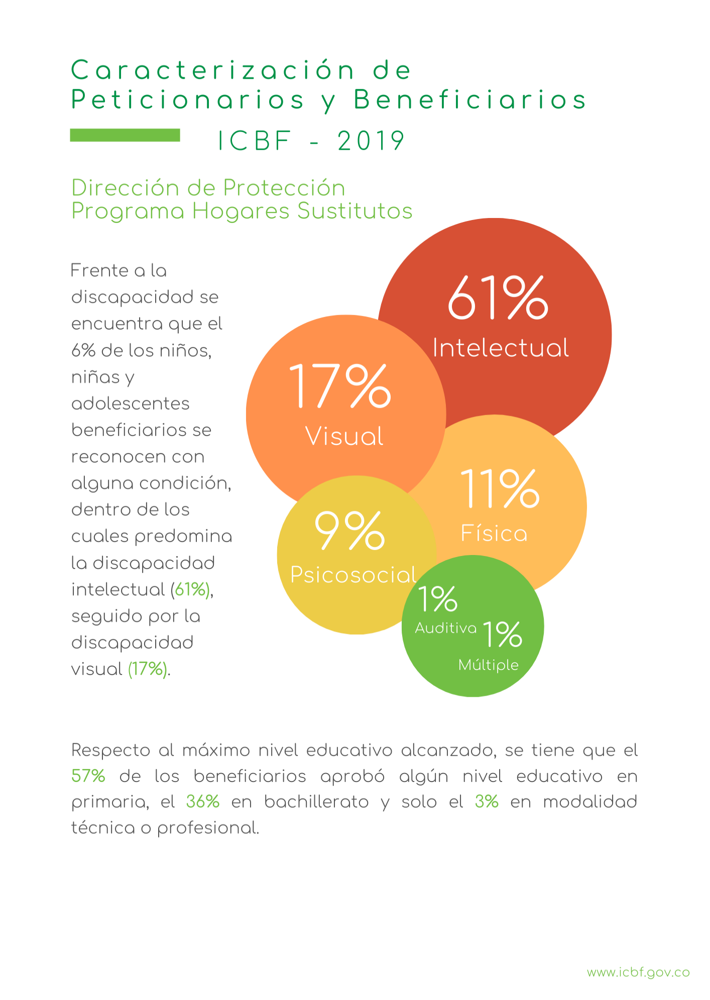 Caracterización de
Peticionarios y Beneficiarios
ICBF - 2019
Dirección de Protección
Programa Hogares Sustitutos
Frente a la
discapacidad se
encuentra que el
6% de los niños,
niñas y
adolescentes
beneficiarios se
reconocen con
alguna condición,
dentro de los
cuales predomina
la discapacidad
intelectual (61%),
seguido por la
discapacidad
visual (17%).
61%
Intelectual
17%
Visual
11%
Física
9%
Psicosocial
1%
Auditiva
1%
Múltiple
Respecto al máximo nivel educativo alcanzado, se tiene que el
57% de los beneficiarios aprobó algún nivel educativo en
primaria, el 36% en bachillerato y solo el 3% en modalidad
técnica o profesional.
www.icbf.gov.co